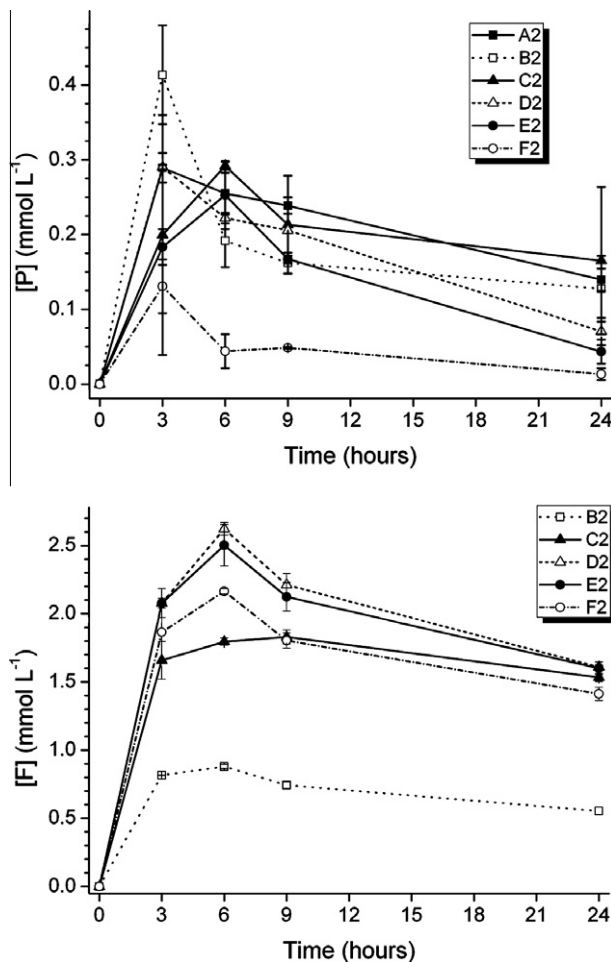 A2
B2
C2
D2
E2
F2
[P] (mmol L⁻¹)
0.4
0.3
0.2
0.1
0.0
0 3 6 9 12 15 18 21 24
Time (hours)
B2
C2
D2
E2
F2
[F] (mmol L⁻¹)
2.5
2.0
1.5
1.0
0.5
0.0
0 3 6 9 12 15 18 21 24
Time (hours)